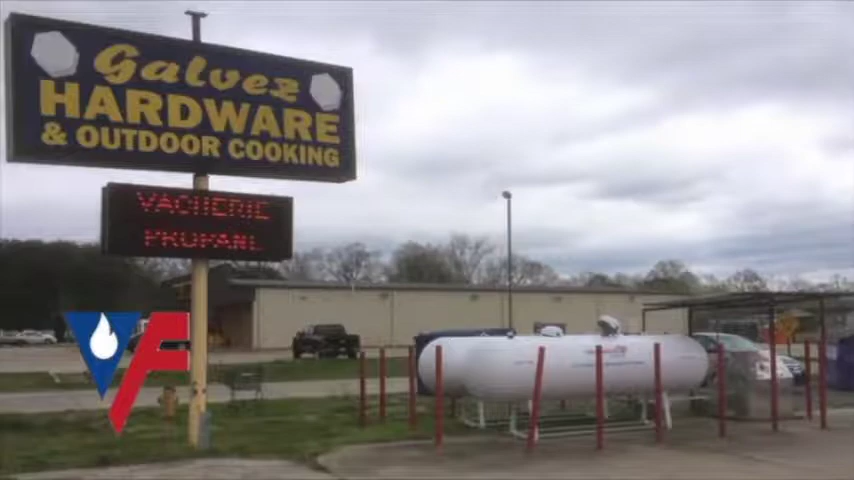 Galvez
HARDWARE
& OUTDOOR COOKING
VACHERIE
PROPANE